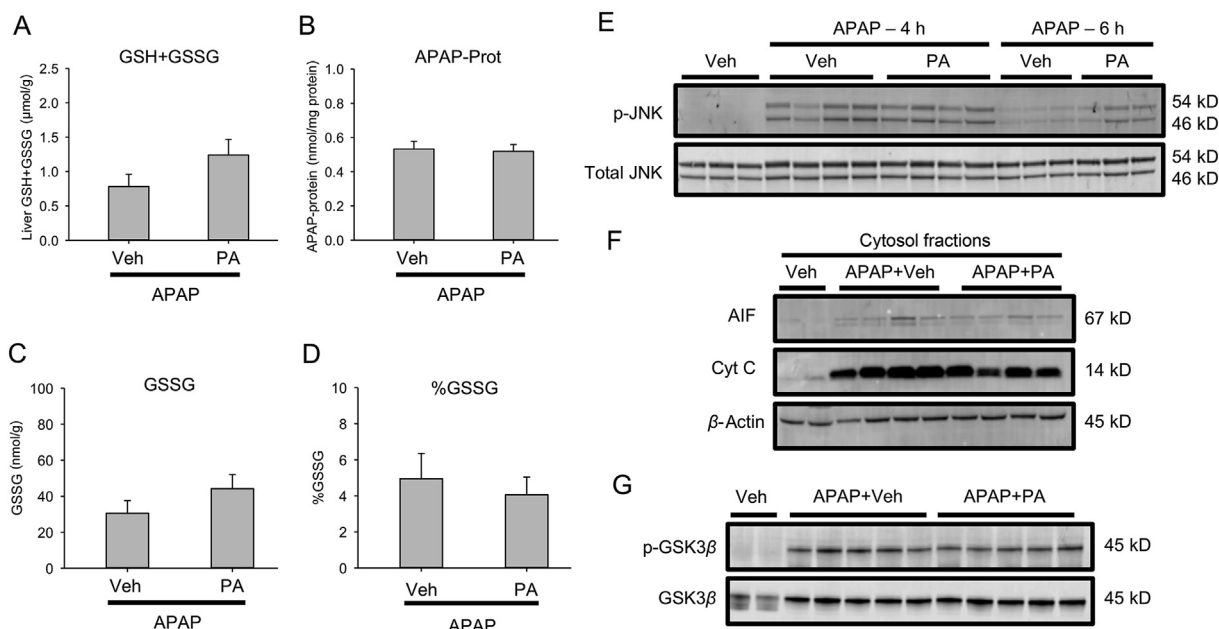 A
GSH+GSSG
Liver GSH+GSSG (μmol/g)
2.5
2.0
1.5
1.0
0.5
0.0
Veh PA
APAP
B
APAP-Prot
APAP-protein (nmol/mg protein)
1.0
0.8
0.6
0.4
0.2
0.0
Veh PA
APAP
C
GSSG
GSSG (nmol/g)
100
80
60
40
20
0
Veh PA
APAP
D
%GSSG
%GSSG
10
8
6
4
2
0
Veh PA
APAP
E
APAP – 4 h APAP – 6 h
Veh Veh PA Veh PA
p-JNK 54 kD
46 kD
Total JNK 54 kD
46 kD
F
Cytosol fractions
Veh APAP+Veh APAP+PA
AIF 67 kD
Cyt C 14 kD
β-Actin 45 kD
G
Veh APAP+Veh APAP+PA
p-GSK3β 45 kD
GSK3β 45 kD